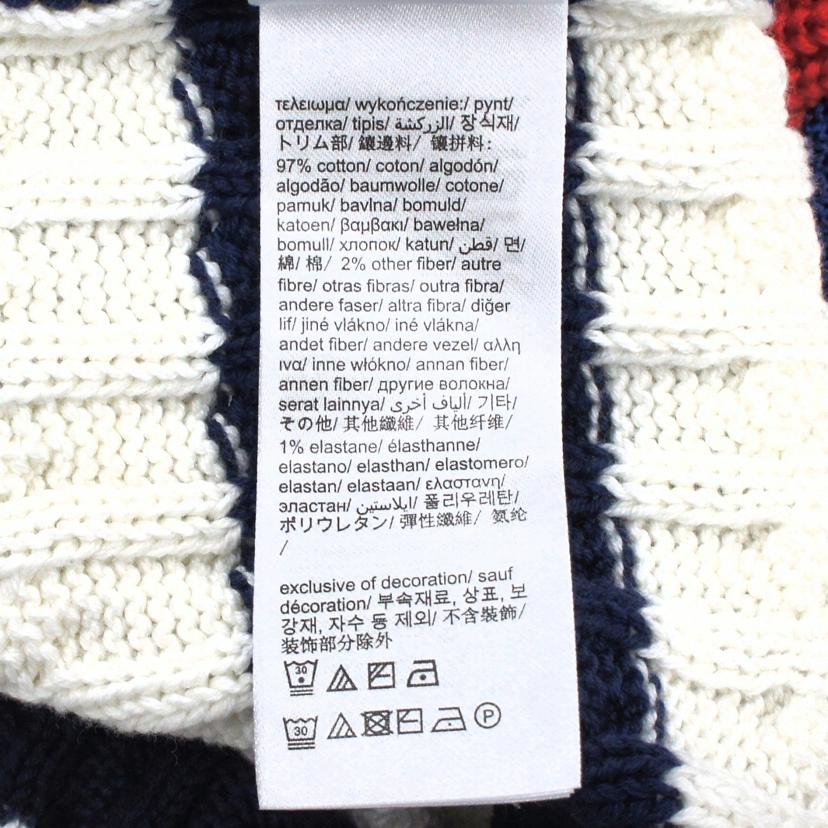 τελειωμα/ wykończenie:/ pynt/
отделка/ tipis/ الزركشة/ 장식재/
トリム部/ 鑲邊料/ 镶拼料:
97% cotton/ coton/ algodón/
algodão/ baumwolle/ cotone/
pamuk/ bavlna/ bomuld/
katoen/ βαμβακι/ bawełna/
bomull/ хлопок/ katun/ قطن/ 면/
綿/ 棉/ 2% other fiber/ autre
fibre/ otras fibras/ outra fibra/
andere faser/ altra fibra/ diğer
lif/ jiné vlákno/ iné vlákna/
andet fiber/ andere vezel/ αλλη
ινα/ inne włókno/ annan fiber/
annen fiber/ другие волокна/
serat lainnya/ ألياف أخرى/ 기타/
その他/ 其他纖維/ 其他纤维/
1% elastane/ élasthanne/
elastano/ elasthan/ elastomero/
elastan/ elastaan/ ελαστανη/
эластан/ ايلاستين/ 폴리우레탄/
ポリウレタン/ 彈性纖維/ 氨纶
/
exclusive of decoration/ sauf
décoration/ 부속재료, 상표, 보
강재, 자수 등 제외/ 不含裝飾/
装饰部分除外
30
30 P